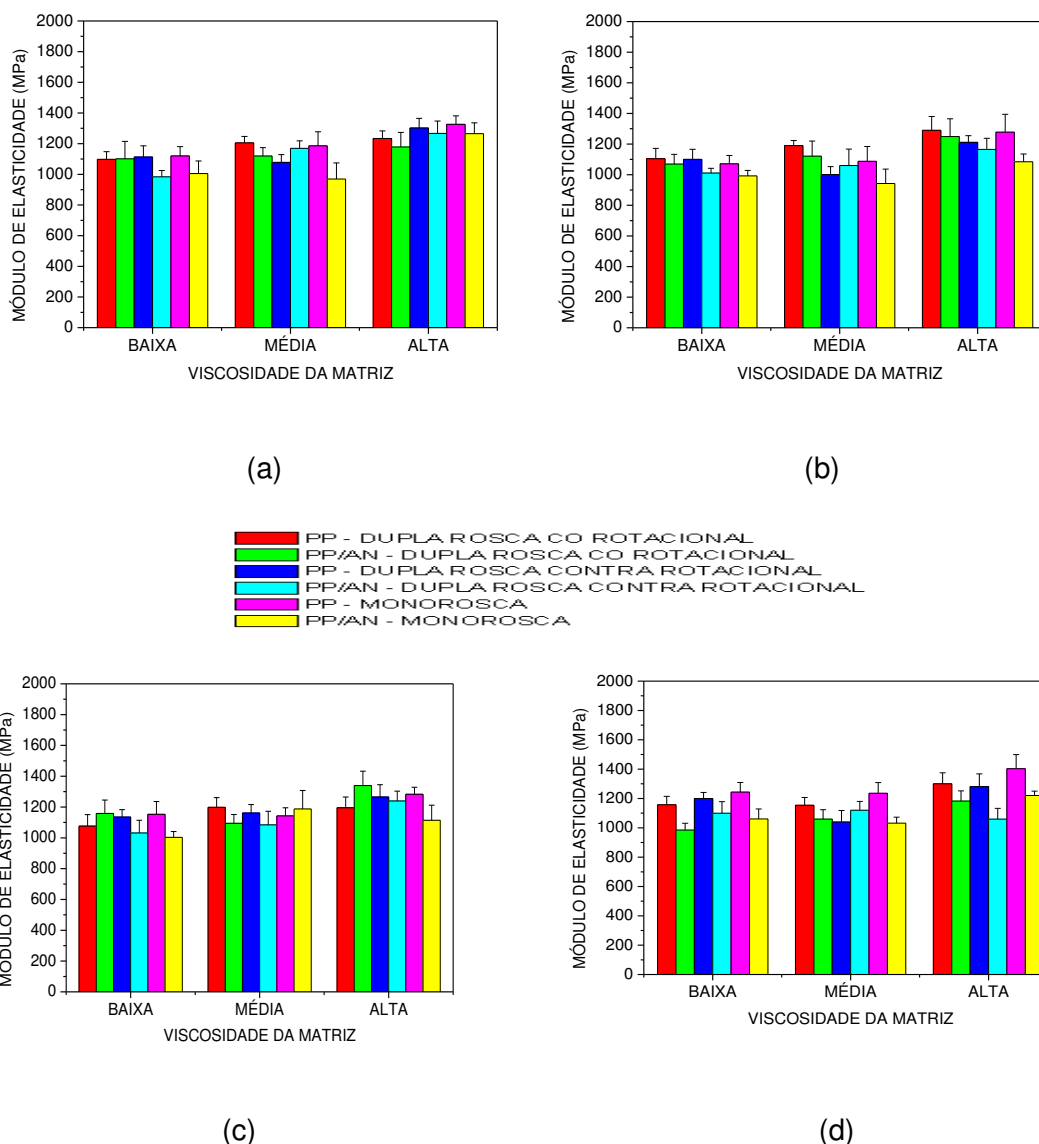 2000
1800
1600
1400
1200
1000
800
600
400
200
0
MÓDULO DE ELASTICIDADE (MPa)
BAIXA MÉDIA ALTA
VISCOSIDADE DA MATRIZ
(a)
2000
1800
1600
1400
1200
1000
800
600
400
200
0
MÓDULO DE ELASTICIDADE (MPa)
BAIXA MÉDIA ALTA
VISCOSIDADE DA MATRIZ
(b)
PP - DUPLA ROSCA CO ROTACIONAL
PP/AN - DUPLA ROSCA CO ROTACIONAL
PP - DUPLA ROSCA CONTRA ROTACIONAL
PP/AN - DUPLA ROSCA CONTRA ROTACIONAL
PP - MONOROSCA
PP/AN - MONOROSCA
2000
1800
1600
1400
1200
1000
800
600
400
200
0
MÓDULO DE ELASTICIDADE (MPa)
BAIXA MÉDIA ALTA
VISCOSIDADE DA MATRIZ
(c)
2000
1800
1600
1400
1200
1000
800
600
400
200
0
MÓDULO DE ELASTICIDADE (MPa)
BAIXA MÉDIA ALTA
VISCOSIDADE DA MATRIZ
(d)